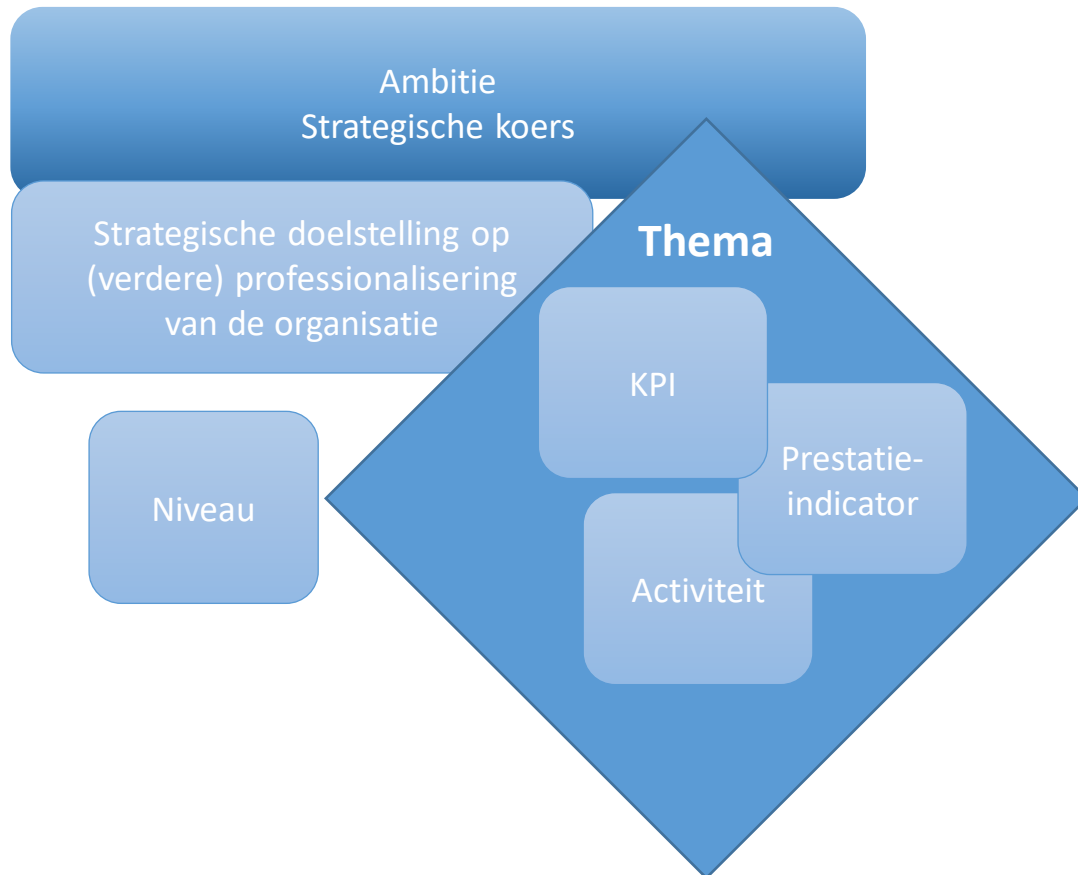 Ambitie
Strategische koers
Strategische doelstelling op
(verdere) professionalisering
van de organisatie
Thema
KPI
Prestatie-
indicator
Niveau
Activiteit